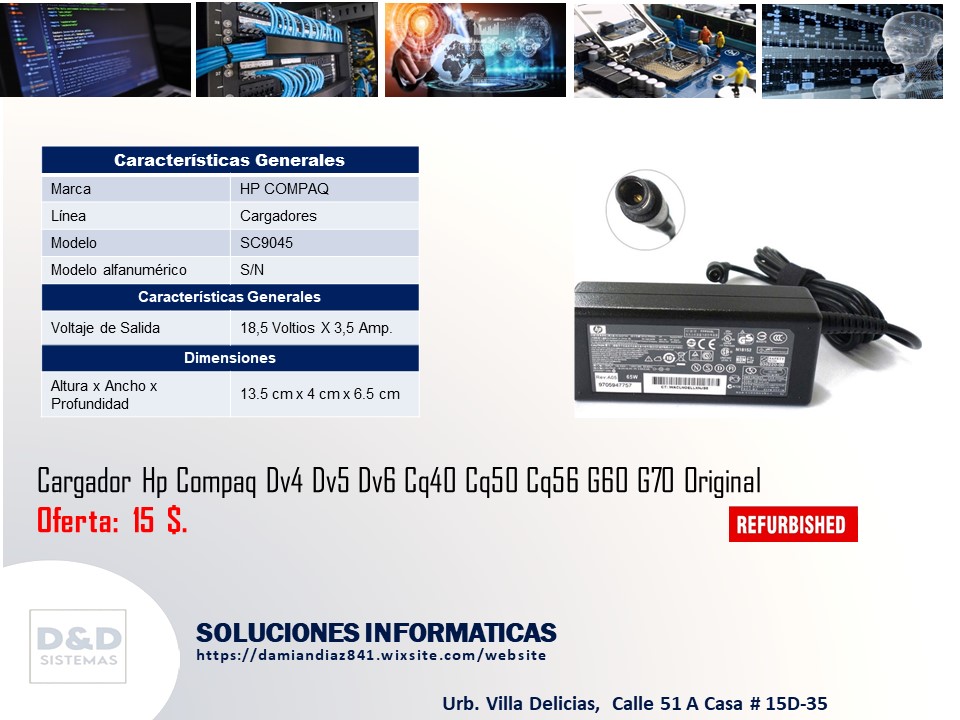 Características Generales
Marca HP COMPAQ
Línea Cargadores
Modelo SC9045
Modelo alfanumérico S/N
Características Generales
Voltaje de Salida 18,5 Voltios X 3,5 Amp.
Dimensiones
Altura x Ancho x
Profundidad
13.5 cm x 4 cm x 6.5 cm
hp
65W
Cargador Hp Compaq Dv4 Dv5 Dv6 Cq40 Cq50 Cq56 G60 G70 Original
Oferta: 15 $.
REFURBISHED
D&D
SISTEMAS
SOLUCIONES INFORMATICAS
https://damiandiaz841.wixsite.com/website
Urb. Villa Delicias, Calle 51 A Casa # 15D-35